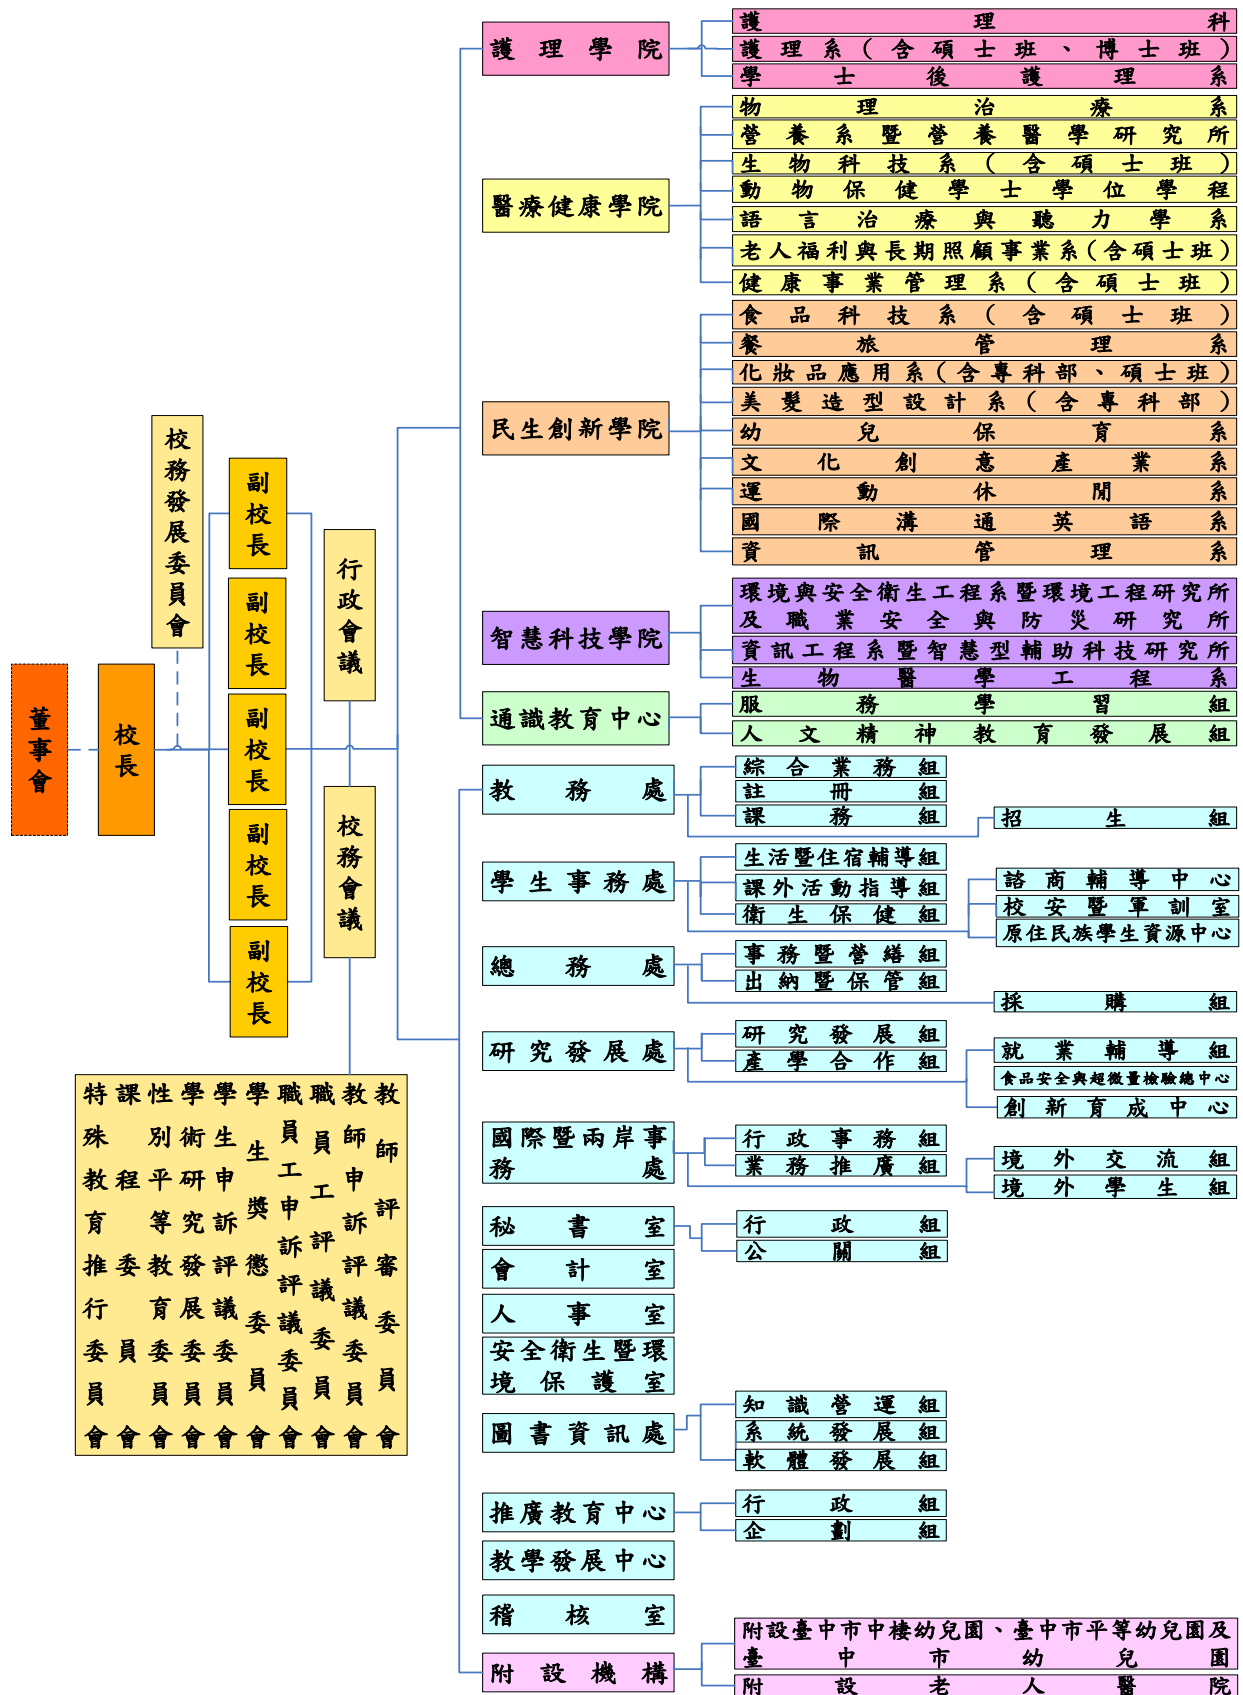 董事會
校長
校務發展委員會
副校長
副校長
副校長
副校長
副校長
行政會議
校務會議
特殊教育推行委員會
課程委員會
性別平等教育委員會
學術研究發展委員會
學生申訴評議委員會
學生獎懲委員會
職員工申訴評議委員會
職員工評議委員會
教師申訴評議委員會
教師評審委員會
護理學院
護理科
護理系(含碩士班、博士班)
學士後護理系
醫療健康學院
物理治療系
營養系暨營養醫學研究所
生物科技系(含碩士班)
動物保健學士學位學程
語言治療與聽力學系
老人福利與長期照顧事業系(含碩士班)
健康事業管理系(含碩士班)
民生創新學院
食品科技系(含碩士班)
餐旅管理系
化妝品應用系(含專科部、碩士班)
美髮造型設計系(含專科部)
幼兒保育系
文化創意產業系
運動休閒系
國際溝通英語系
資訊管理系
智慧科技學院
環境與安全衛生工程系暨環境工程研究所
及職業安全與防災研究所
資訊工程系暨智慧型輔助科技研究所
生物醫學工程系
通識教育中心
服務學習組
人文精神教育發展組
教務處
綜合業務組
註冊組
課務組
招生組
學生事務處
生活暨住宿輔導組
課外活動指導組
衛生保健組
諮商輔導中心
校安暨軍訓室
原住民族學生資源中心
總務處
事務暨營繕組
出納暨保管組
採購組
研究發展處
研究發展組
產學合作組
就業輔導組
食品安全與超微量檢驗總中心
創新育成中心
國際暨兩岸事
務處
行政事務組
業務推廣組
境外交流組
境外學生組
秘書室
行政組
公關組
會計室
人事室
安全衛生暨環
境保護室
圖書資訊處
知識營運組
系統發展組
軟體發展組
推廣教育中心
行政組
企劃組
教學發展中心
稽核室
附設機構
附設臺中市中棲幼兒園、臺中市平等幼兒園及
臺中市幼兒園
附設老人醫院